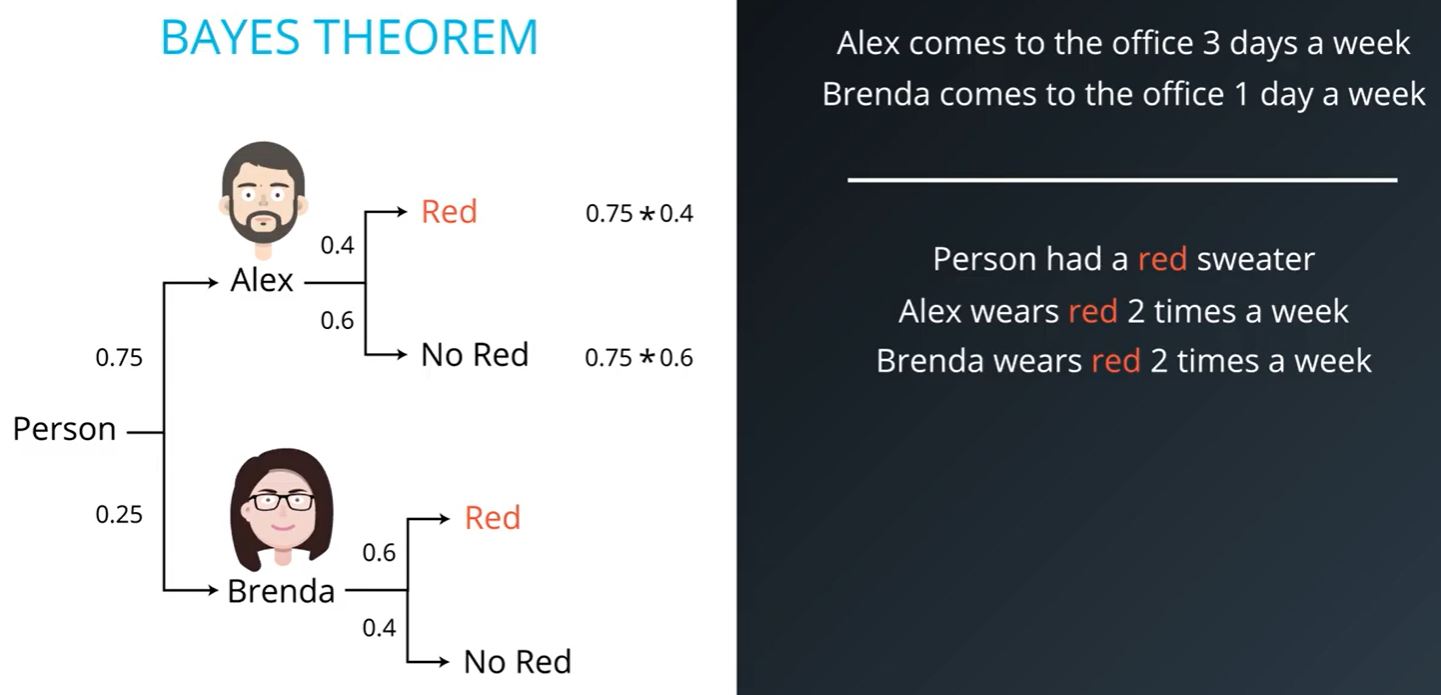 BAYES THEOREM
0.4
Red
0.75 * 0.4
Alex
0.6
No Red
0.75 * 0.6
0.75
Person
0.25
0.6
Red
Brenda
0.4
No Red
Alex comes to the office 3 days a week
Brenda comes to the office 1 day a week
Person had a red sweater
Alex wears red 2 times a week
Brenda wears red 2 times a week